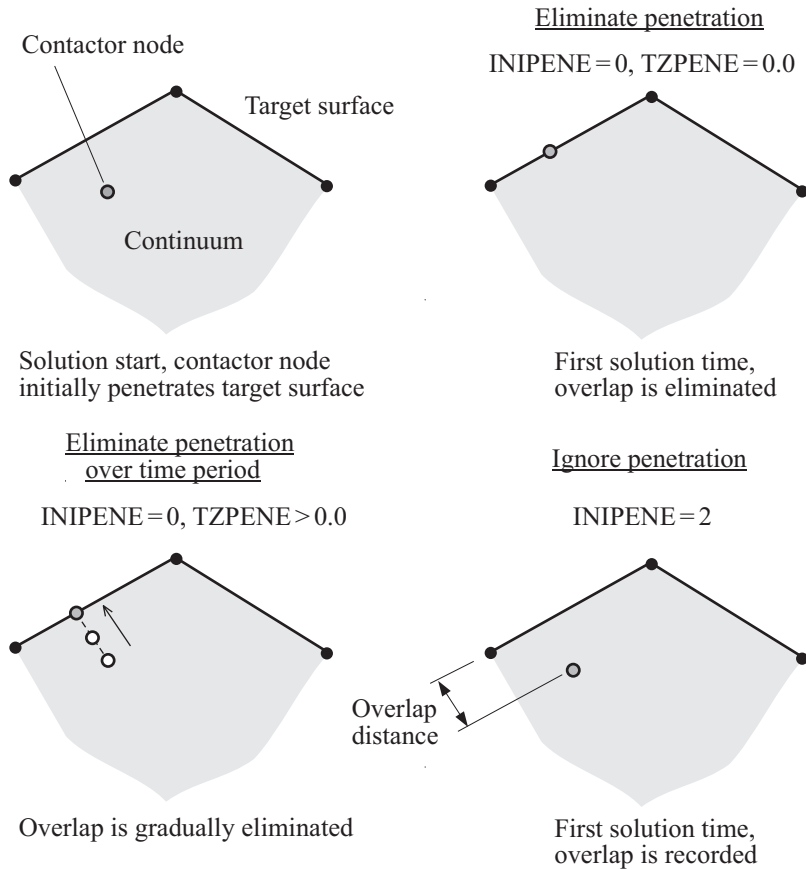 Contactor node
Target surface
Continuum
Solution start, contactor node
initially penetrates target surface
Eliminate penetration
INIPENE=0, TZPENE=0.0
First solution time,
overlap is eliminated
Eliminate penetration
over time period
INIPENE=0, TZPENE>0.0
Overlap is gradually eliminated
Ignore penetration
INIPENE=2
Overlap
distance
First solution time,
overlap is recorded